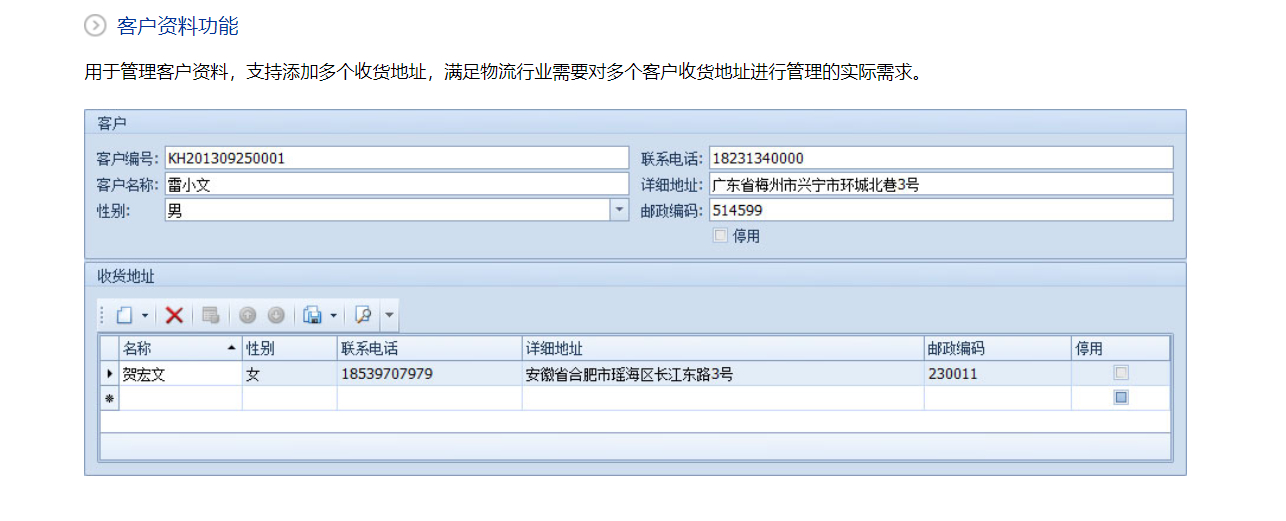 客户资料功能
用于管理客户资料，支持添加多个收货地址，满足物流行业需要对多个客户收货地址进行管理的实际需求。
客户
客户编号: KH201309250001 联系电话: 18231340000
客户名称: 雷小文 详细地址: 广东省梅州市兴宁市环城北巷3号
性别: 男 邮政编码: 514599
停用
收货地址
名称 性别 联系电话 详细地址 邮政编码 停用
贺宏文 女 18539707979 安徽省合肥市瑶海区长江东路3号 230011